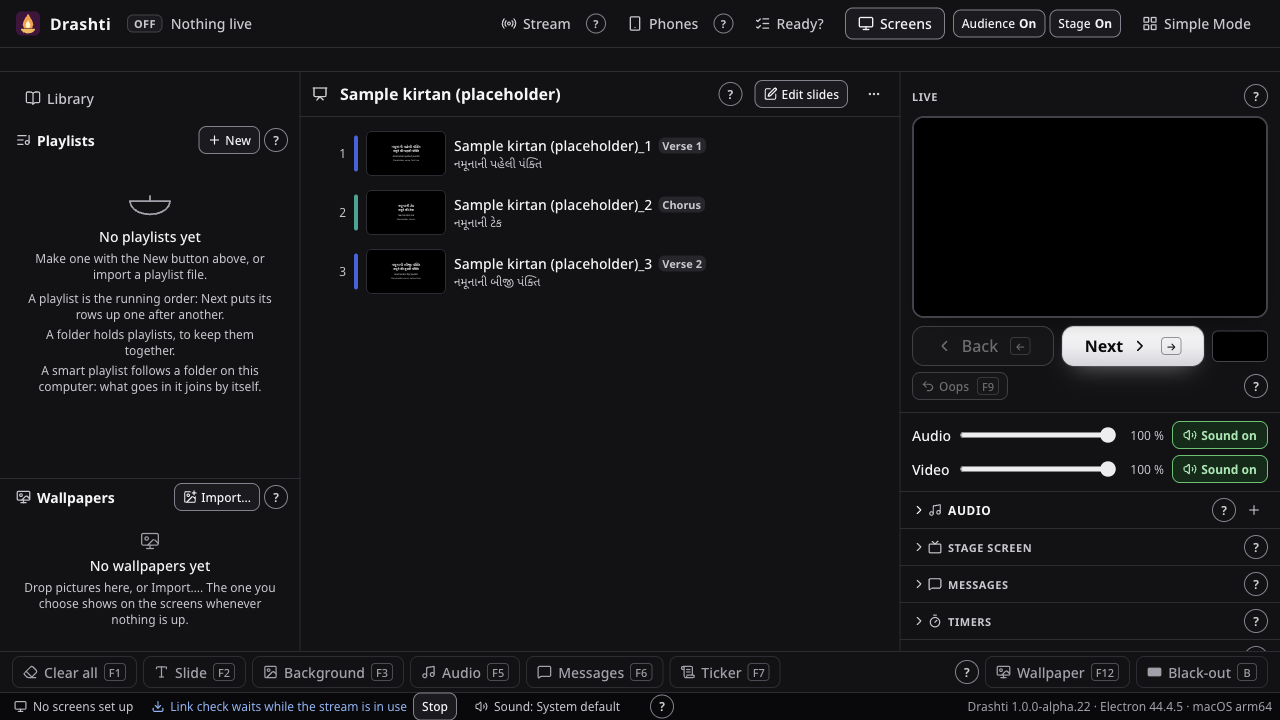 Drashti OFF Nothing live Stream ? Phones ? Ready? Screens Audience On Stage On Simple Mode
Library
Playlists New ?
No playlists yet
Make one with the New button above, or
import a playlist file.
A playlist is the running order: Next puts its
rows up one after another.
A folder holds playlists, to keep them
together.
A smart playlist follows a folder on this
computer: what goes in it joins by itself.
Wallpapers Import... ?
No wallpapers yet
Drop pictures here, or Import.... The one you
choose shows on the screens whenever
nothing is up.
Sample kirtan (placeholder) ? Edit slides ...
1 Sample kirtan (placeholder)_1 Verse 1
નમૂનાની પહેલી પંક્તિ
2 Sample kirtan (placeholder)_2 Chorus
નમૂનાની ટેક
3 Sample kirtan (placeholder)_3 Verse 2
નમૂનાની બીજી પંક્તિ
LIVE ?
Back ← Next →
Oops F9 ?
Audio 100 % Sound on
Video 100 % Sound on
AUDIO ? +
STAGE SCREEN ?
MESSAGES ?
TIMERS ?
Clear all F1 Slide F2 Background F3 Audio F5 Messages F6 Ticker F7 ? Wallpaper F12 Black-out B
No screens set up Link check waits while the stream is in use Stop Sound: System default ? Drashti 1.0.0-alpha.22 · Electron 44.4.5 · macOS arm64